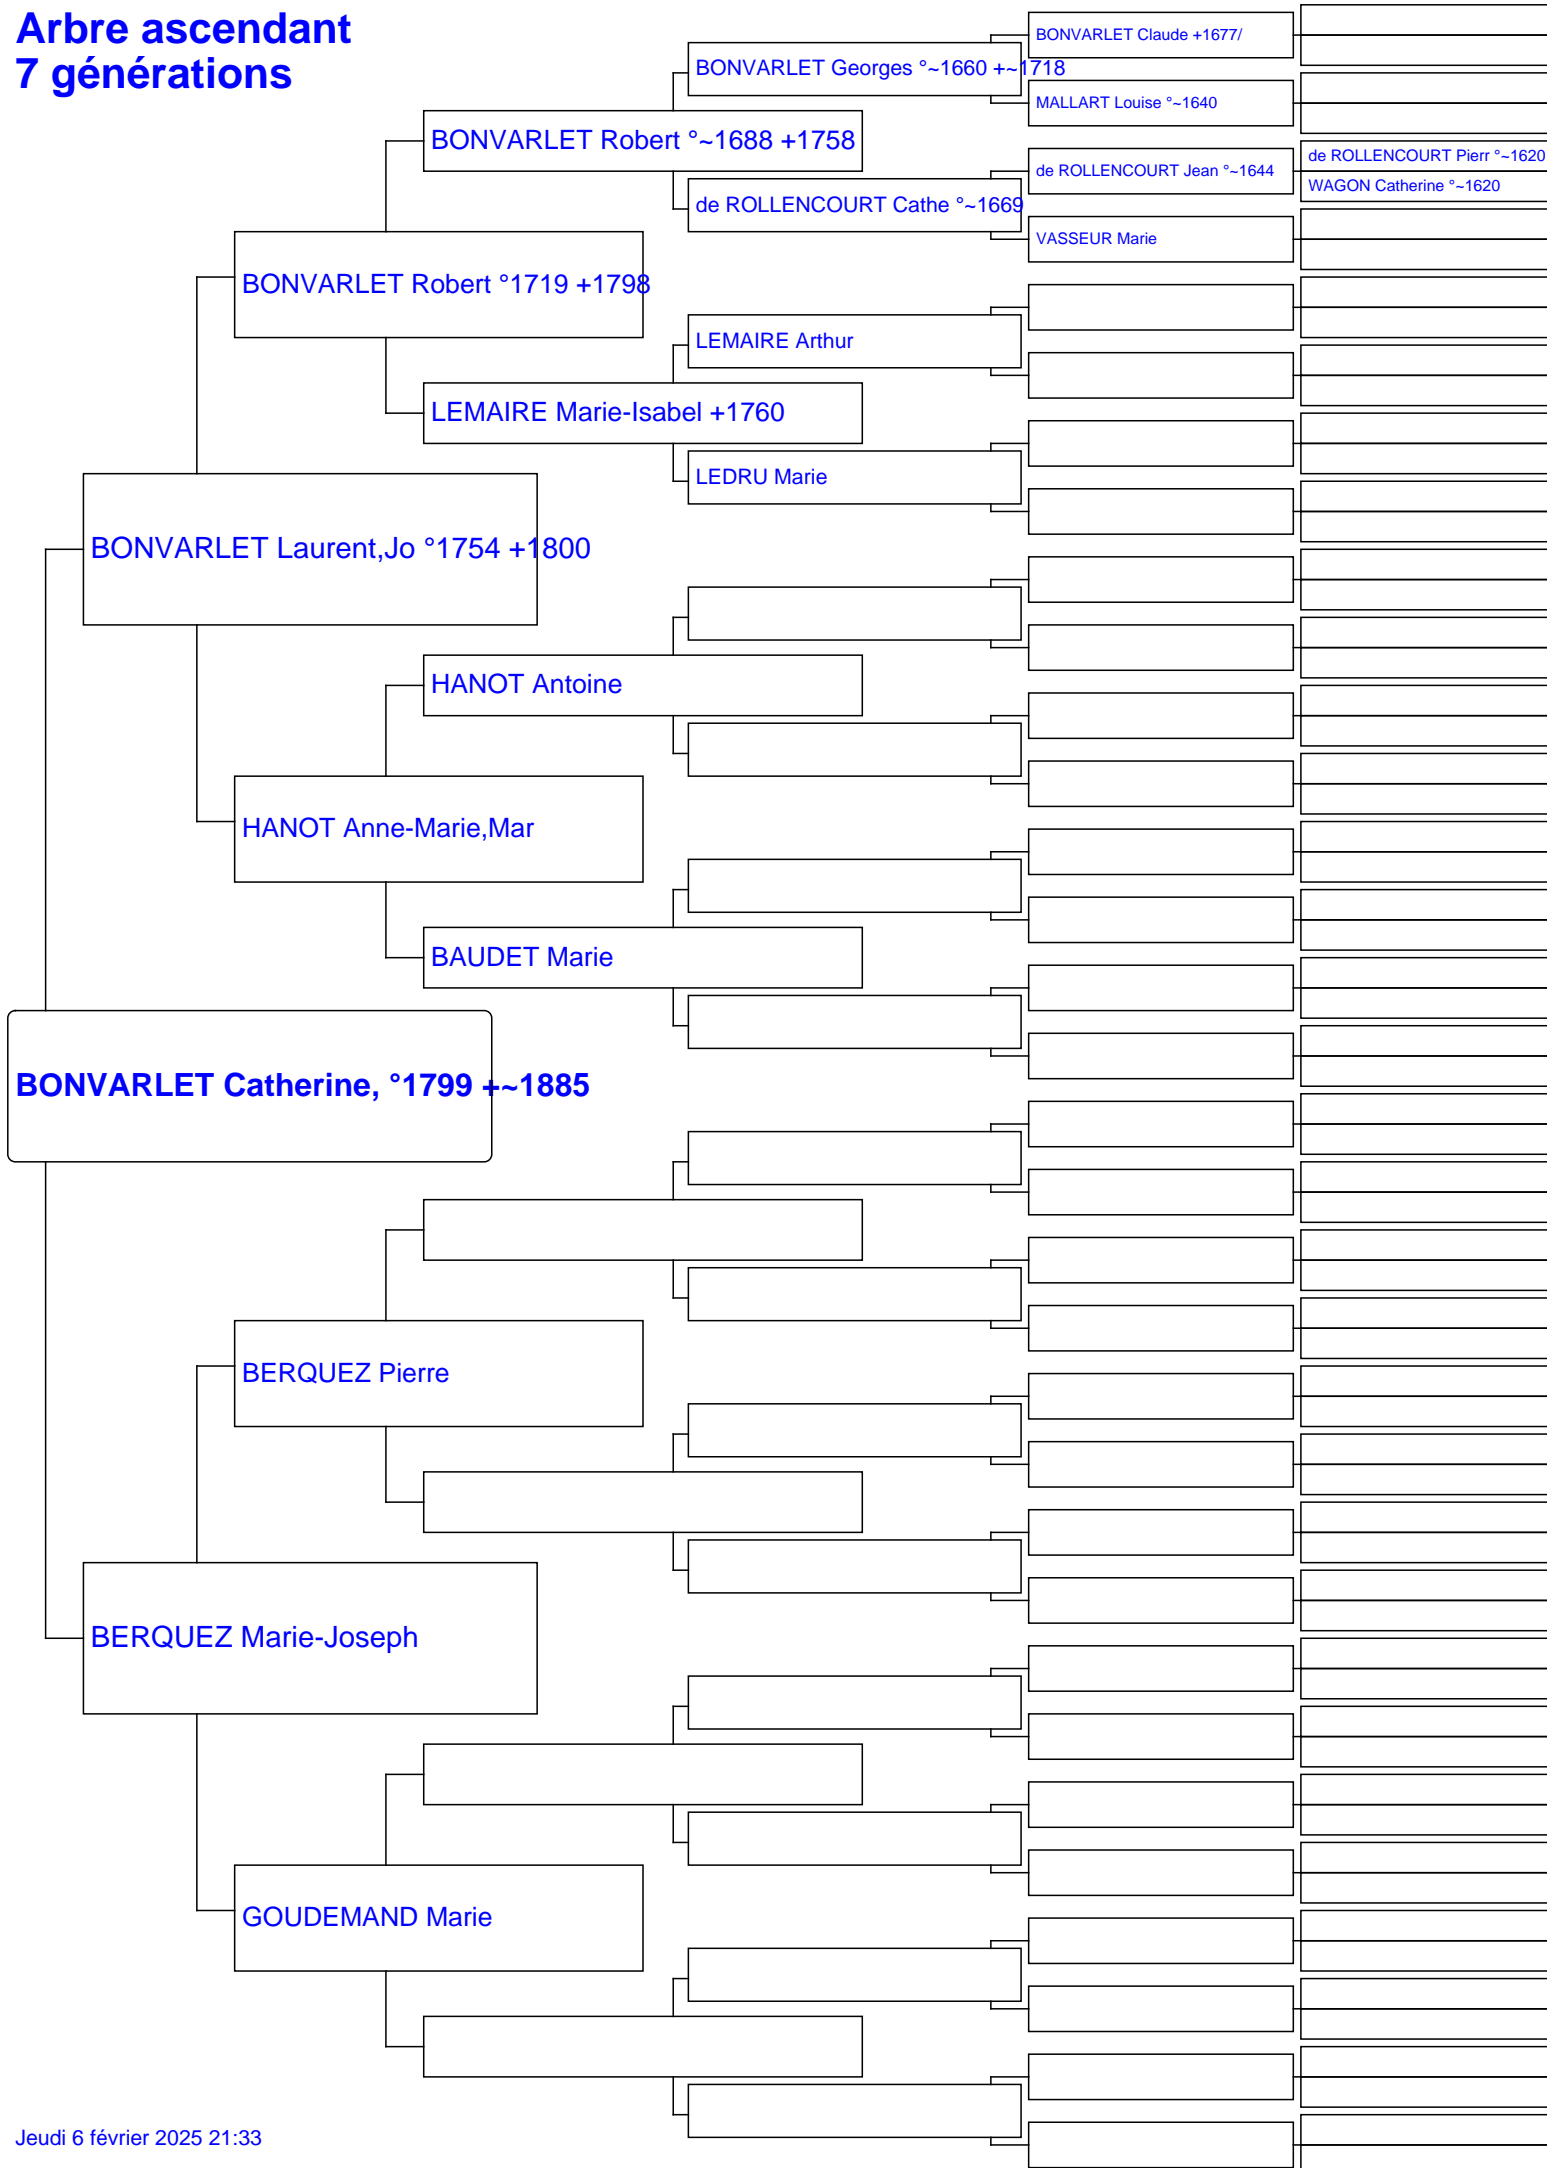 Arbre ascendant
7 générations
BONVARLET Claude +1677/
BONVARLET Georges °~1660 +~1718
MALLART Louise °~1640
BONVARLET Robert °~1688 +1758
de ROLLENCOURT Pierr °~1620
de ROLLENCOURT Jean °~1644
WAGON Catherine °~1620
de ROLLENCOURT Cathe °~1669
VASSEUR Marie
BONVARLET Robert °1719 +1798
LEMAIRE Arthur
LEMAIRE Marie-Isabel +1760
LEDRU Marie
BONVARLET Laurent,Jo °1754 +1800
HANOT Antoine
HANOT Anne-Marie,Mar
BAUDET Marie
BONVARLET Catherine, °1799 +~1885
BERQUEZ Pierre
BERQUEZ Marie-Joseph
GOUDEMAND Marie
Jeudi 6 février 2025 21:33